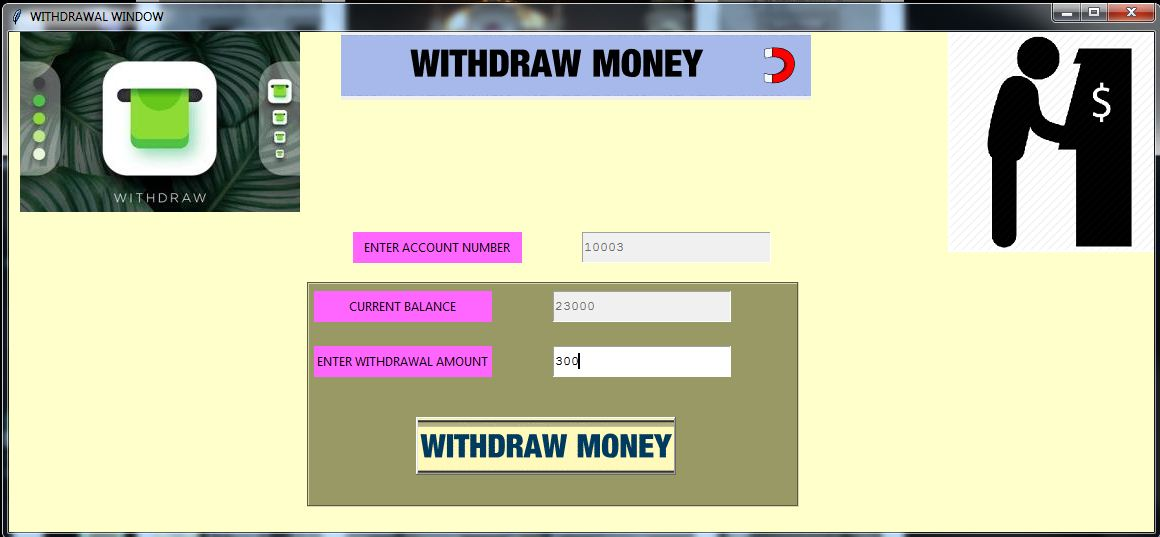 WITHDRAWAL WINDOW
WITHDRAW MONEY
WITHDRAW
$
ENTER ACCOUNT NUMBER
10003
CURRENT BALANCE
23000
ENTER WITHDRAWAL AMOUNT
300
WITHDRAW MONEY